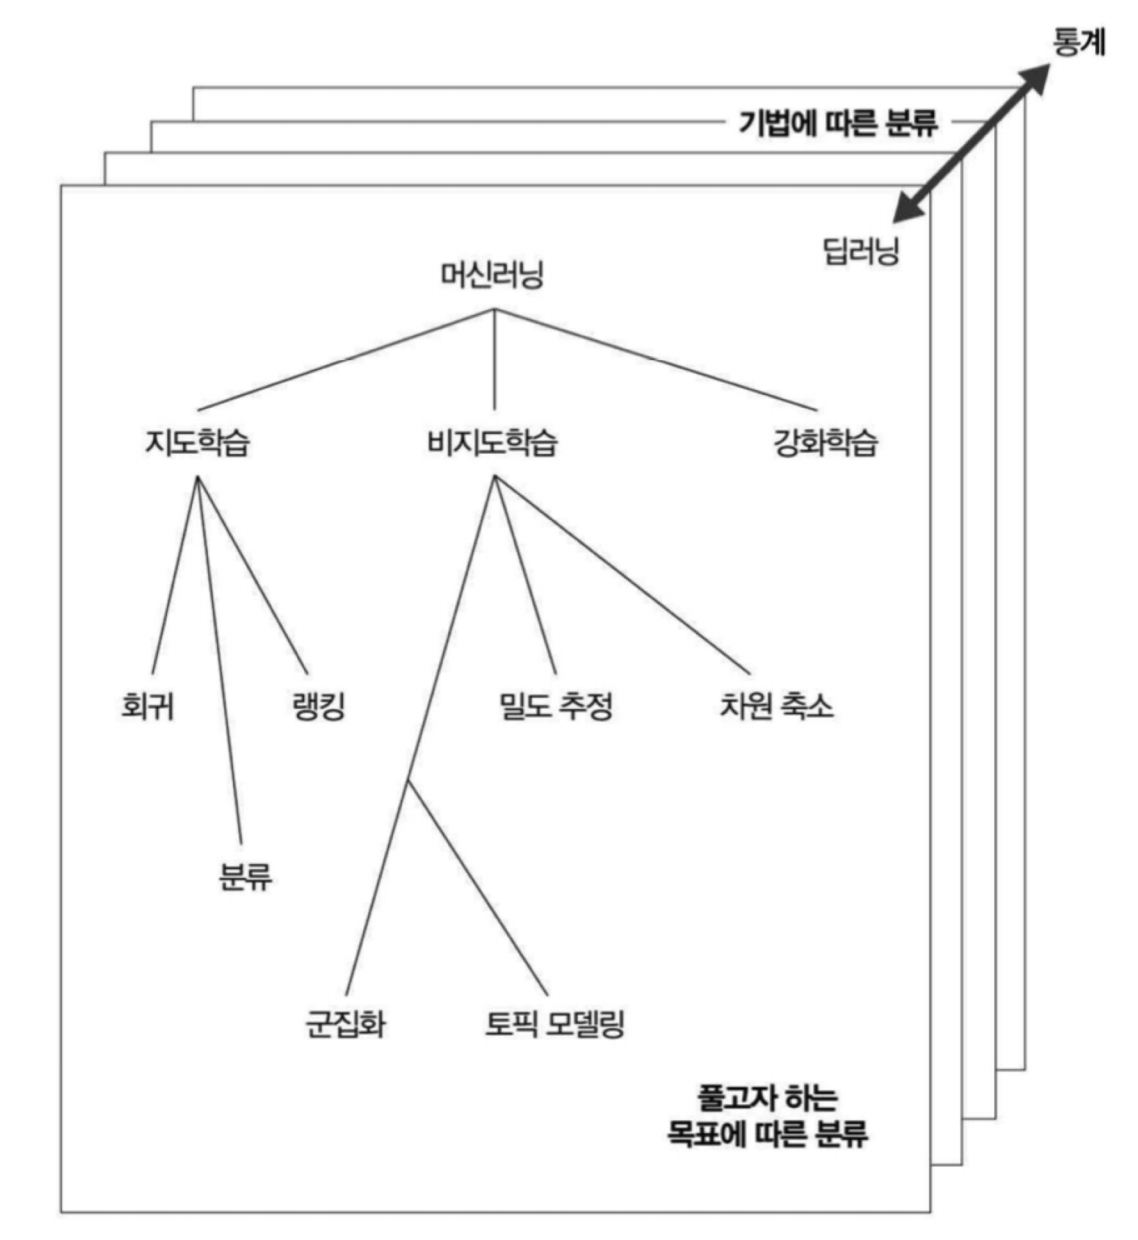 통계
기법에 따른 분류
딥러닝
머신러닝
지도학습 비지도학습 강화학습
회귀 랭킹 밀도 추정 차원 축소
분류
군집화 토픽 모델링
풀고자 하는
목표에 따른 분류